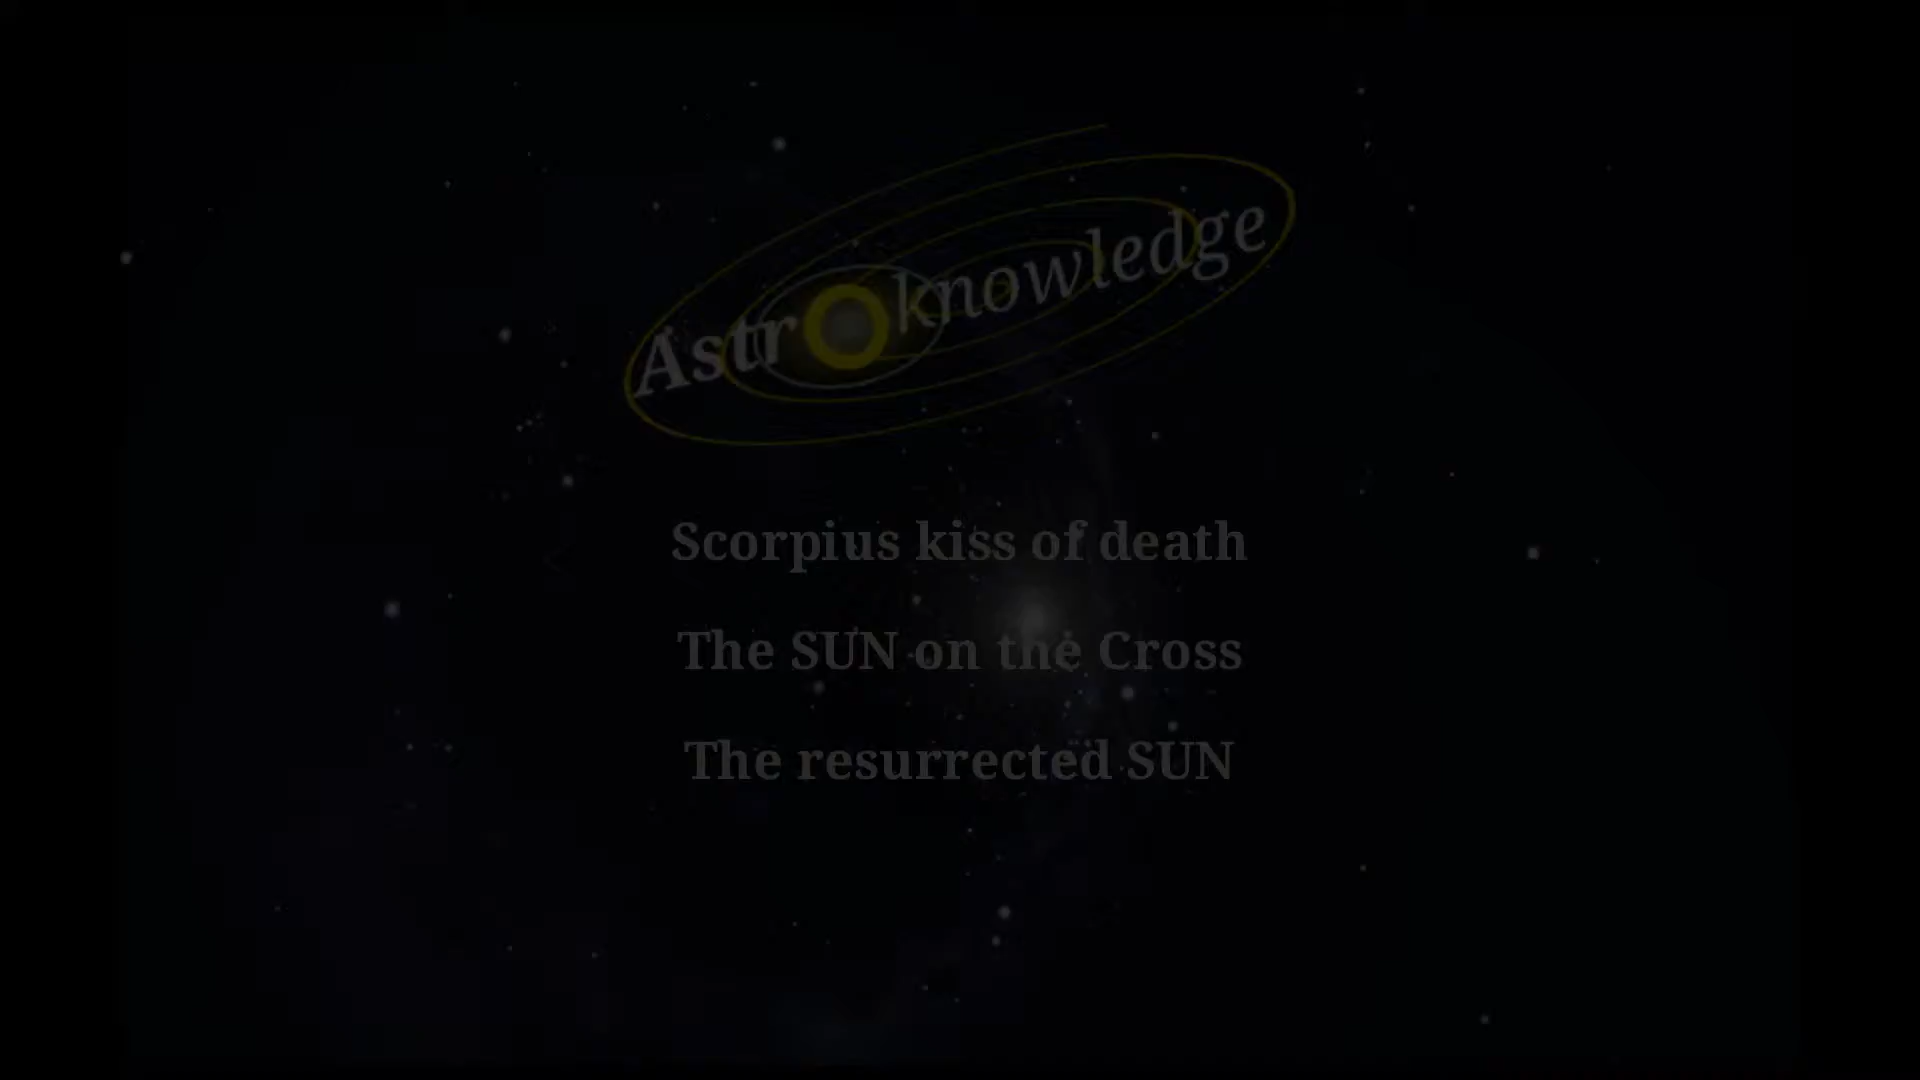 Astroknowledge
Scorpius kiss of death
The SUN on the Cross
The resurrected SUN